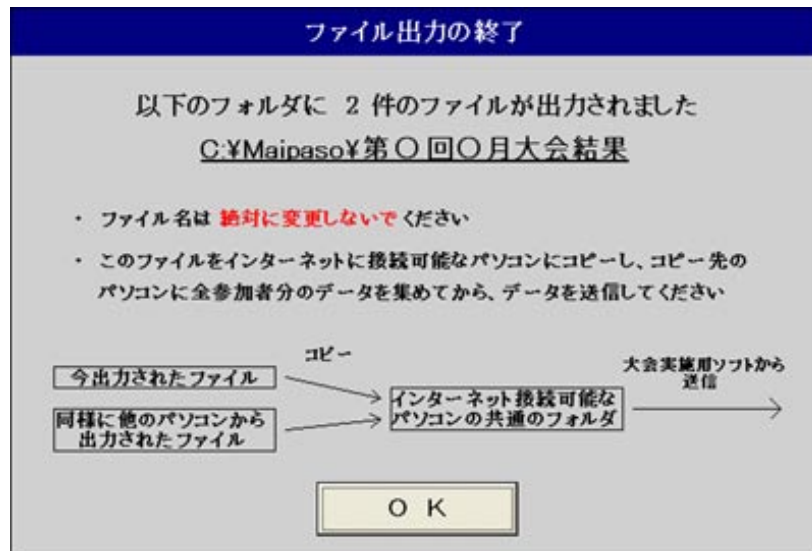 ファイル出力の終了
以下のフォルダに 2 件のファイルが出力されました
C:¥Maipaso¥第〇回〇月大会結果
・ ファイル名は 絶対に変更しないでください
・ このファイルをインターネットに接続可能なパソコンにコピーし、コピー先の
パソコンに全参加者分のデータを集めてから、データを送信してください
コピー
大会実施用ソフトから
送信
今出力されたファイル
インターネット接続可能な
パソコンの共通のフォルダ
同様に他のパソコンから
出力されたファイル
ＯＫ